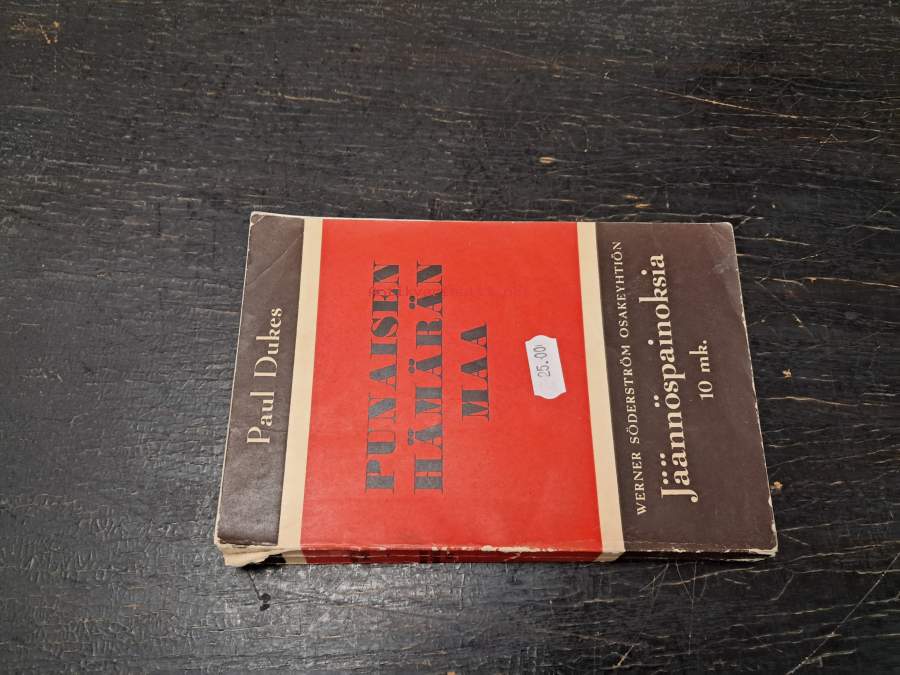 Paul Dukes
PUNAISEN
HÄMÄRÄN
MAA
25.00
WERNER SÖDERSTRÖM OSAKEYHTIÖN
Jäännöspainoksia
10 mk.